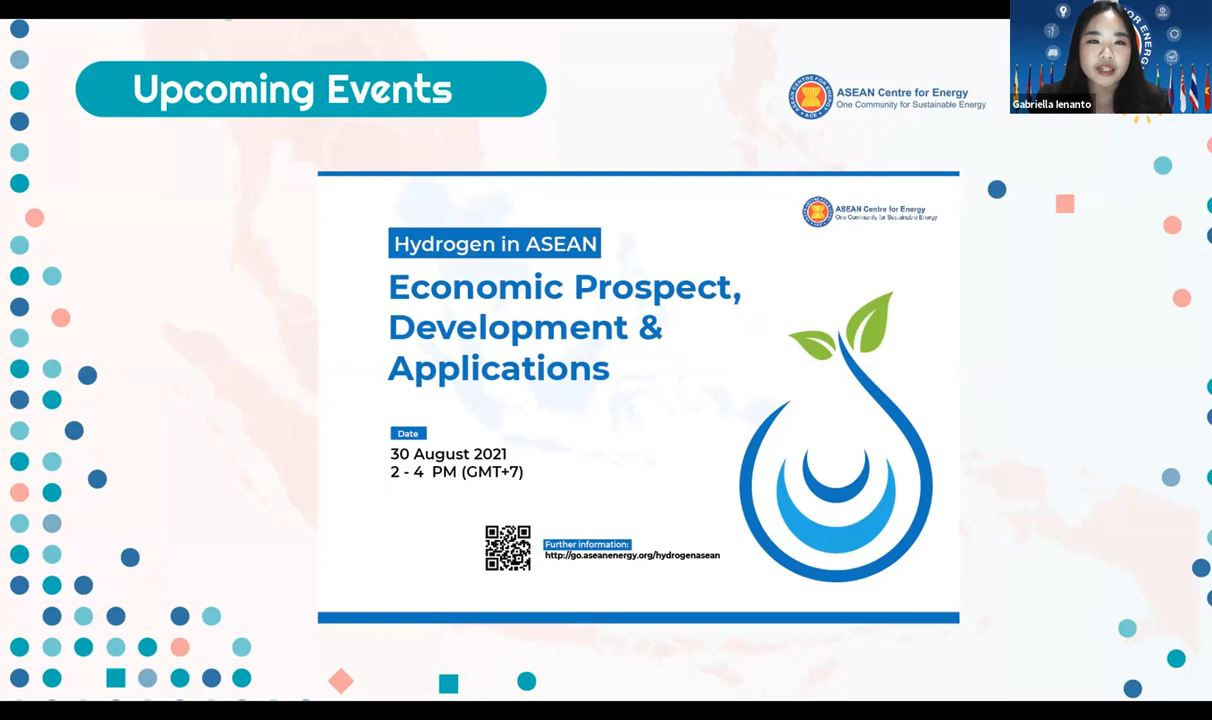 Upcoming Events
ASEAN Centre for Energy
One Community for Sustainable Energy
Gabriella Ienanto
ASEAN Centre for Energy
One Community for Sustainable Energy
Hydrogen in ASEAN
Economic Prospect,
Development &
Applications
Date
30 August 2021
2 - 4 PM (GMT+7)
Further information:
http://go.aseanenergy.org/hydrogenasean